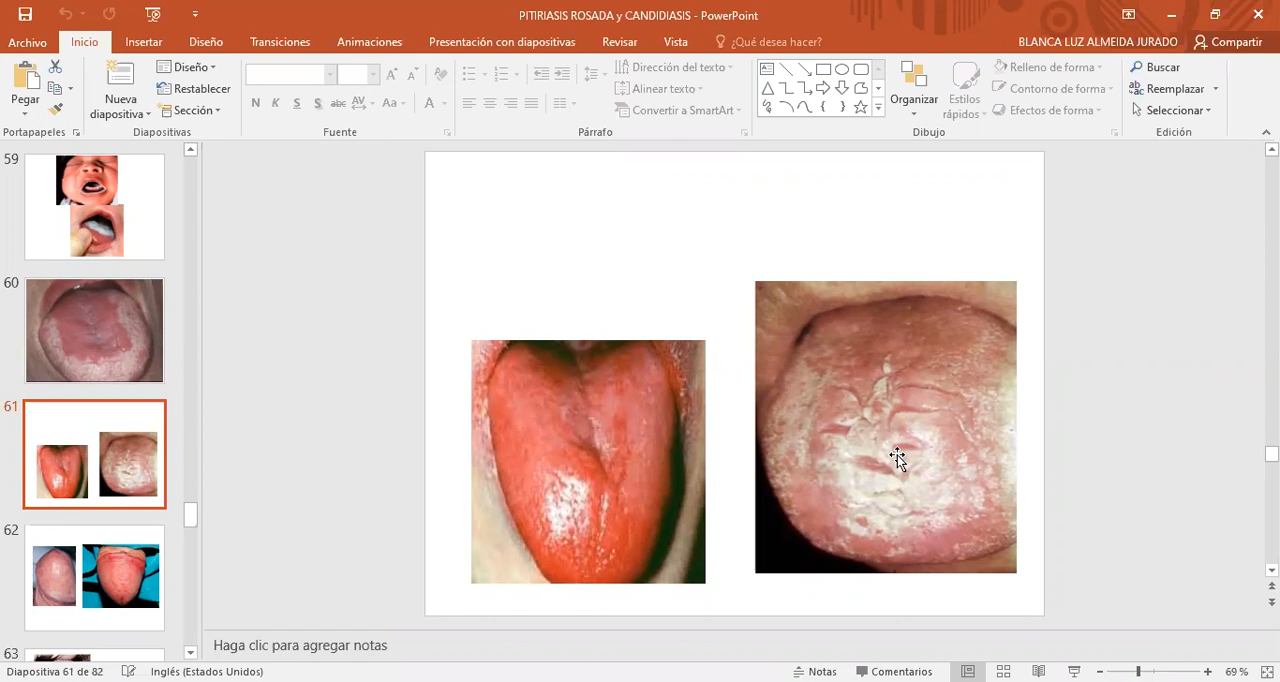 PITIRIASIS ROSADA y CANDIDIASIS - PowerPoint
Archivo Inicio Insertar Diseño Transiciones Animaciones Presentación con diapositivas Revisar Vista ¿Qué desea hacer? BLANCA LUZ ALMEIDA JURADO Compartir
Pegar
Nueva diapositiva
Diseño
Restablecer
Sección
N K S S abc AV Aa A
Dirección del texto
Alinear texto
Convertir a SmartArt
Organizar
Estilos rápidos
Relleno de forma
Contorno de forma
Efectos de forma
Buscar
Reemplazar
Seleccionar
Portapapeles Diapositivas Fuente Párrafo Dibujo Edición
59
60
61
62
63
Haga clic para agregar notas
Diapositiva 61 de 82 Inglés (Estados Unidos) Notas Comentarios 69 %